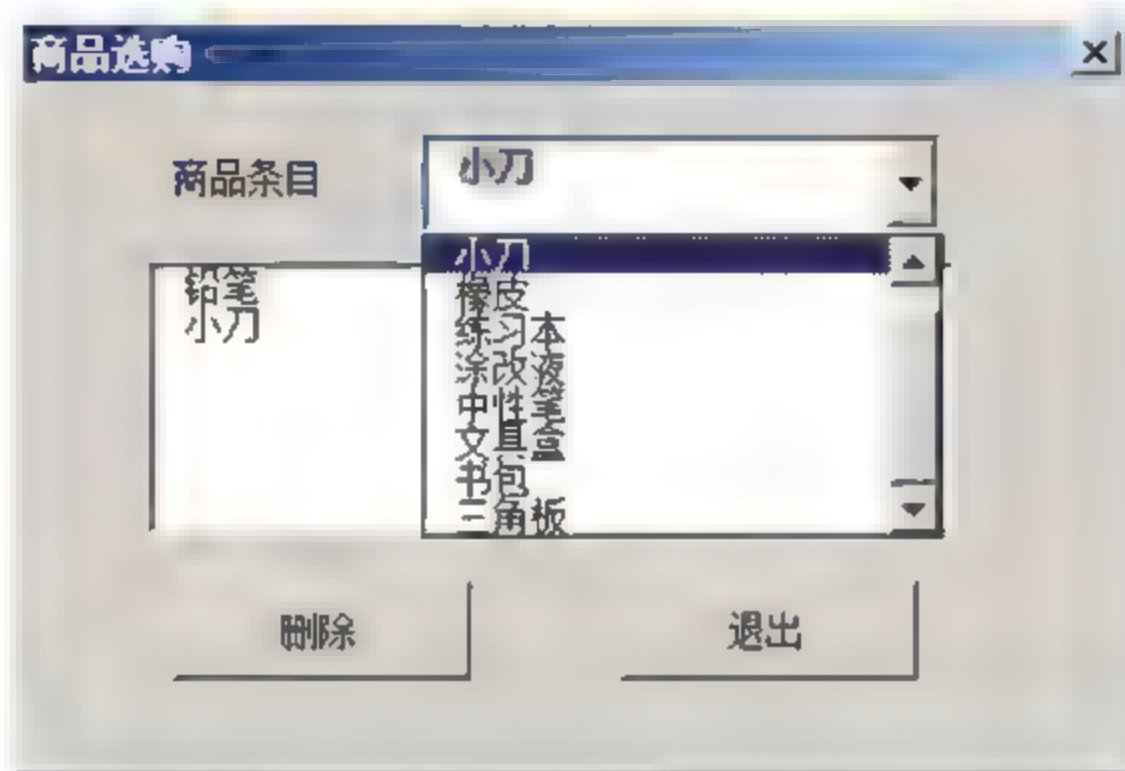 商品选购
商品条目
小刀
小刀
橡皮
练习本
涂改液
中性笔
文具盒
书包
三角板
铅笔
小刀
删除
退出